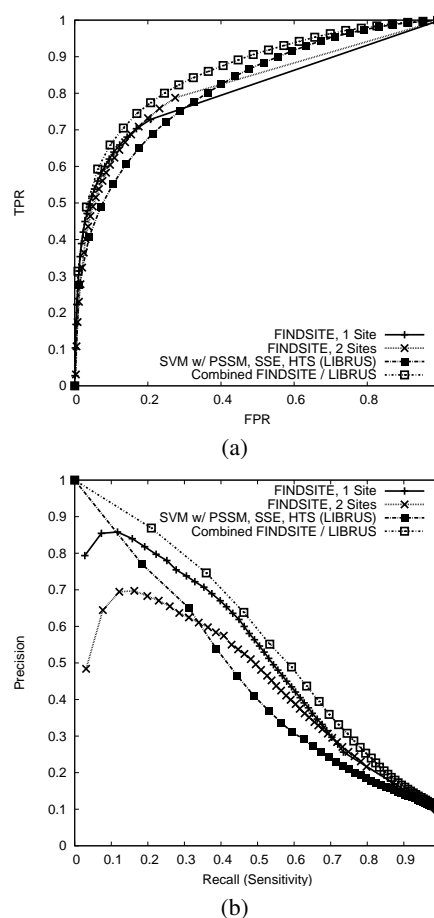 1
0.9
0.8
0.7
0.6
0.5
0.4
0.3
0.2
0.1
0
TPR
FINDSITE, 1 Site
FINDSITE, 2 Sites
SVM w/ PSSM, SSE, HTS (LIBRUS)
Combined FINDSITE / LIBRUS
0 0.2 0.4 0.6 0.8
FPR
(a)
1
0.9
0.8
0.7
0.6
0.5
0.4
0.3
0.2
0.1
0
Precision
FINDSITE, 1 Site
FINDSITE, 2 Sites
SVM w/ PSSM, SSE, HTS (LIBRUS)
Combined FINDSITE / LIBRUS
0 0.1 0.2 0.3 0.4 0.5 0.6 0.7 0.8 0.9
Recall (Sensitivity)
(b)